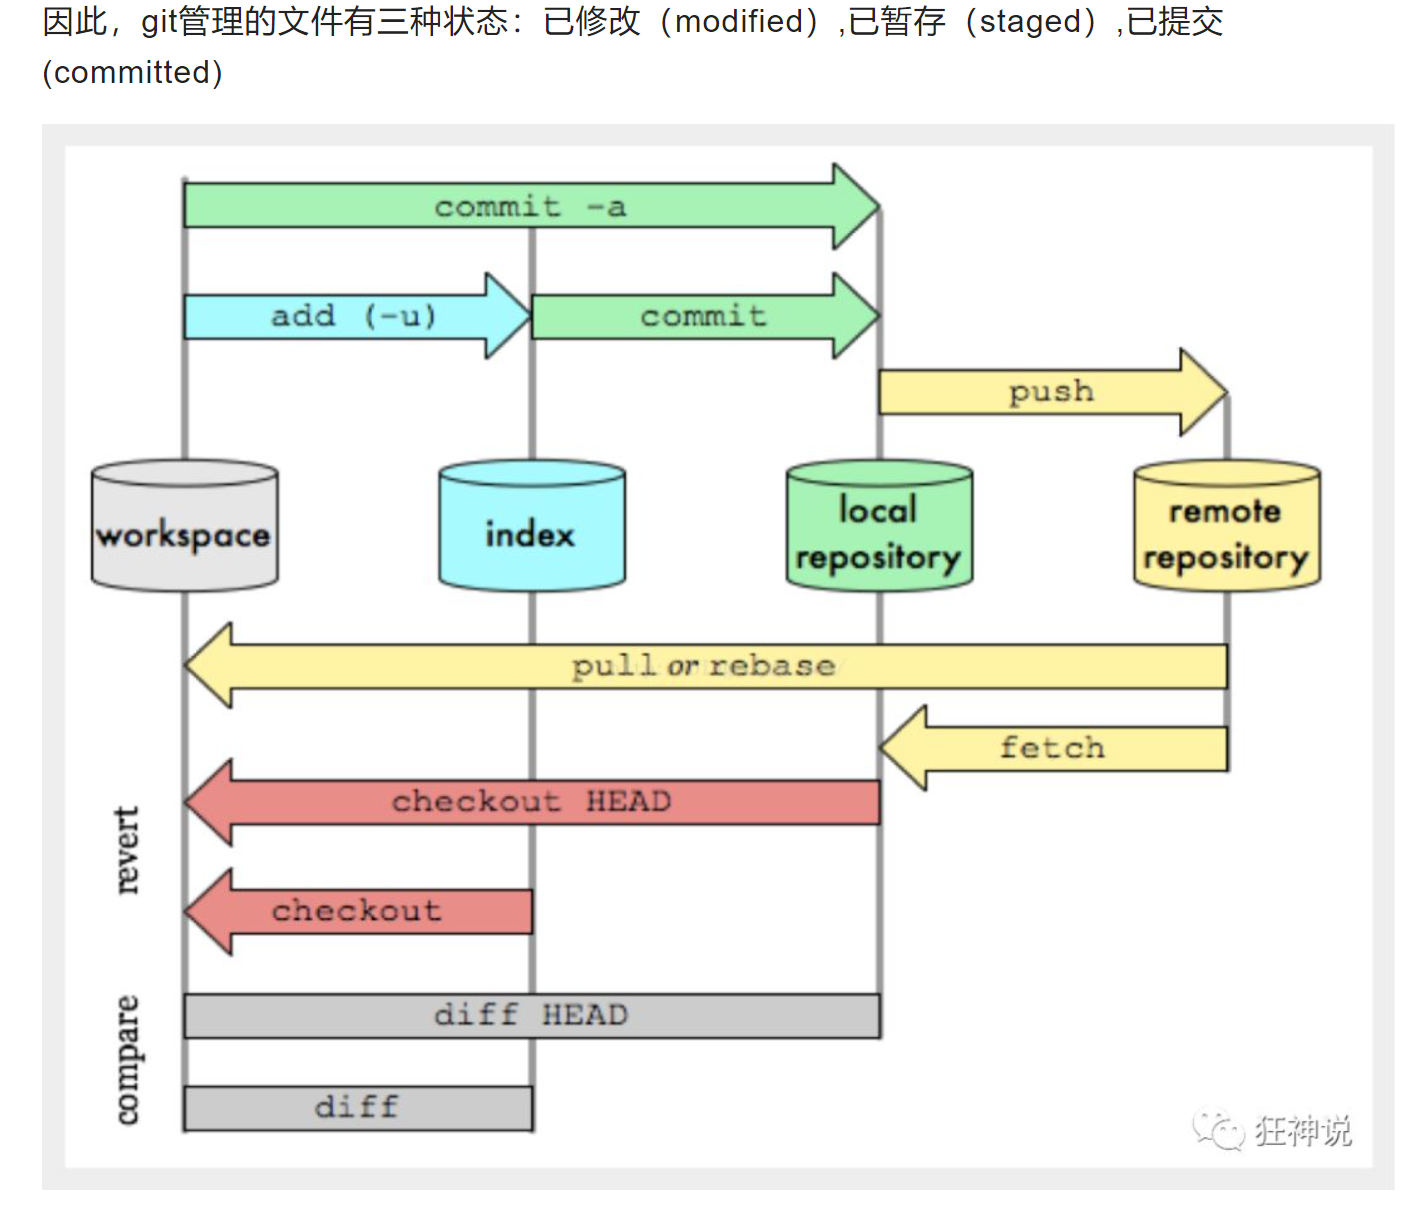 因此，git管理的文件有三种状态：已修改（modified）,已暂存（staged）,已提交
(committed)
commit -a
add (-u)
commit
push
workspace
index
local
repository
remote
repository
pull or rebase
fetch
revert
checkout HEAD
checkout
compare
diff HEAD
diff
狂神说